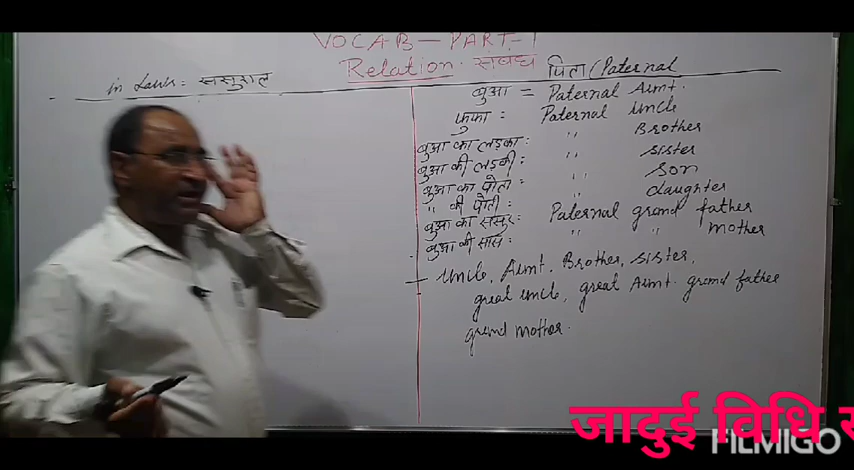 VOCAB — PART-1
Relation. संबंध
in Laws: ससुराल
पिता (Paternal
बुआ = Paternal Aunt.
फुफा : Paternal Uncle
बुआ का लड़का: " Brother
बुआ की लड़की: " sister
बुआ का पोता: " son
" की पोती: " daughter
बुआ का ससुर: Paternal grand father
बुआ की सास: " " mother
— Uncle, Aunt. Brother, sister,
great uncle, great Aunt. grand father
grand mother.
जादुई विधि
FILMIGO